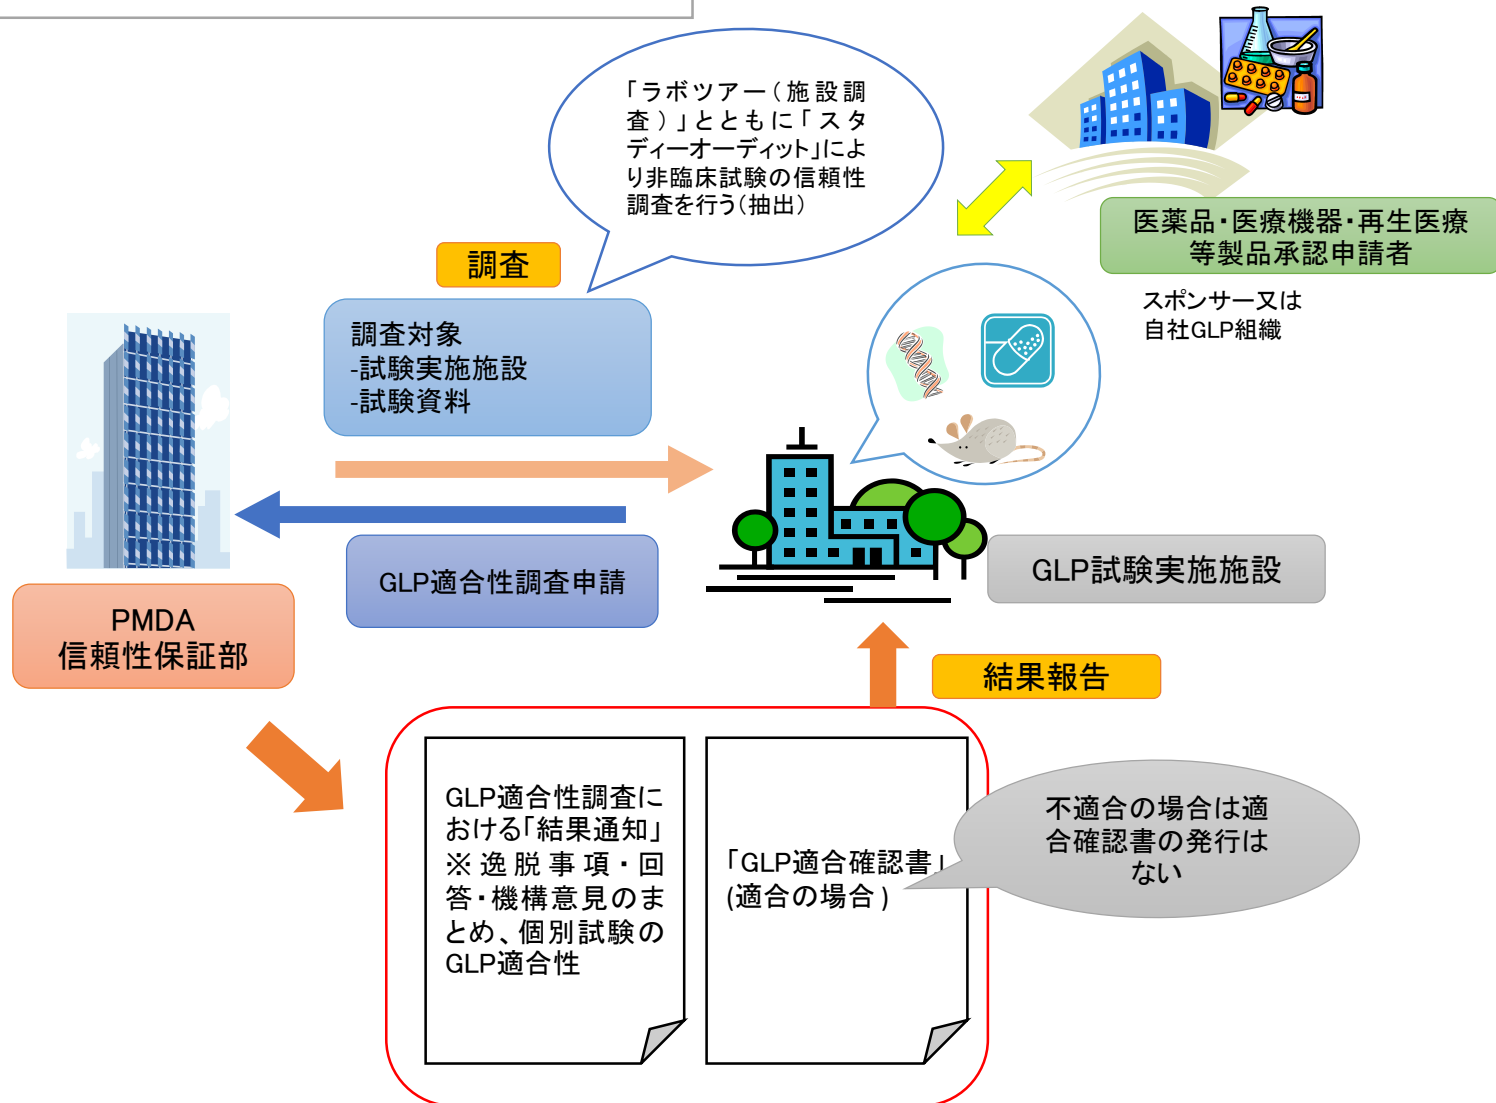 「ラボツアー(施設調
査)」とともに「スタ
ディーオーディット」によ
り非臨床試験の信頼性
調査を行う(抽出)
医薬品・医療機器・再生医療
等製品承認申請者
スポンサー又は
自社GLP組織
調査
調査対象
-試験実施施設
-試験資料
GLP適合性調査申請
GLP試験実施施設
PMDA
信頼性保証部
結果報告
GLP適合性調査に
おける「結果通知」
※逸脱事項・回
答・機構意見のま
とめ、個別試験の
GLP適合性
「GLP適合確認書」
(適合の場合)
不適合の場合は適
合確認書の発行は
ない